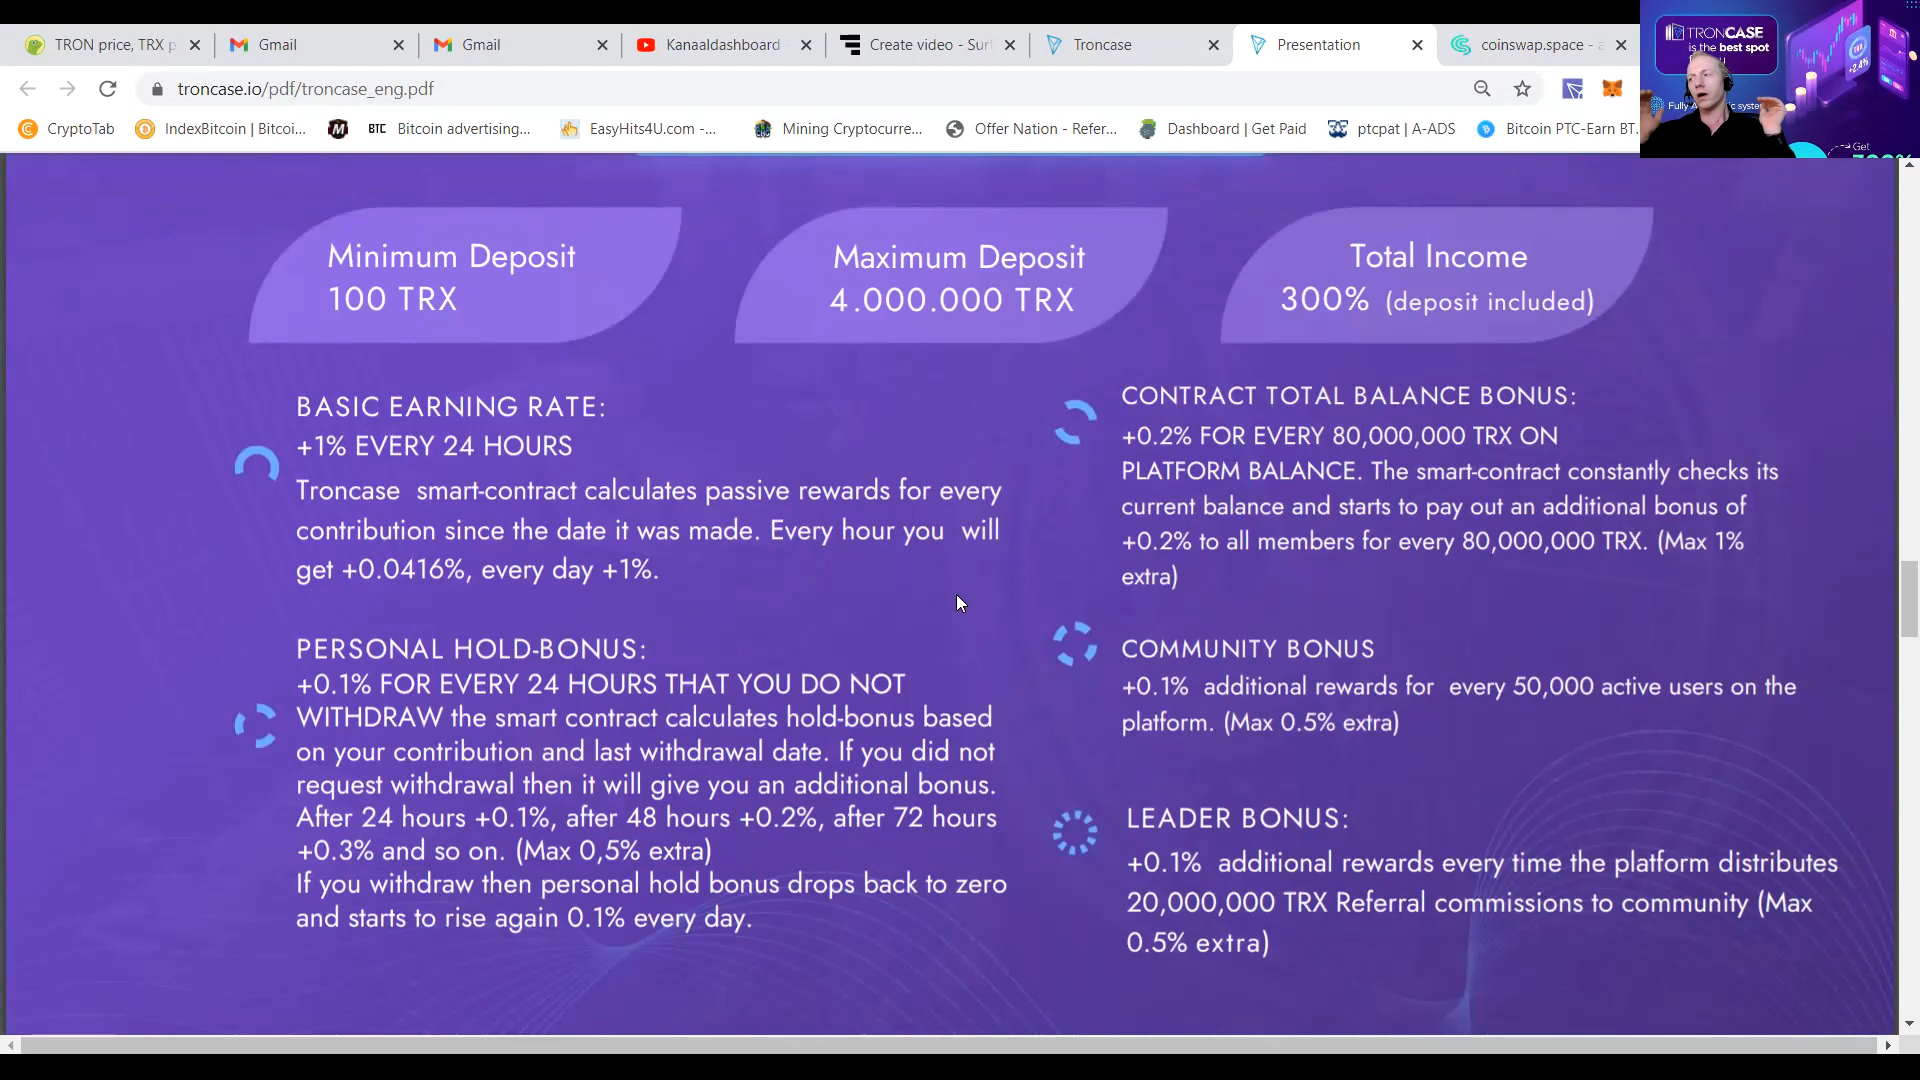 TRON price, TRX p
Gmail
Gmail
Kanaaldashboard
Create video - Sur
Troncase
Presentation
coinswap.space - a
troncase.io/pdf/troncase_eng.pdf
CryptoTab
IndexBitcoin | Bitcoi...
BTC Bitcoin advertising...
EasyHits4U.com -...
Mining Cryptocurre...
Offer Nation - Refer...
Dashboard | Get Paid
ptcpat | A-ADS
Bitcoin PTC-Earn BT.
TRONCASE
is the best spot
Fully
Get
Minimum Deposit
100 TRX
Maximum Deposit
4.000.000 TRX
Total Income
300% (deposit included)
BASIC EARNING RATE:
+1% EVERY 24 HOURS
Troncase smart-contract calculates passive rewards for every
contribution since the date it was made. Every hour you will
get +0.0416%, every day +1%.
PERSONAL HOLD-BONUS:
+0.1% FOR EVERY 24 HOURS THAT YOU DO NOT
WITHDRAW the smart contract calculates hold-bonus based
on your contribution and last withdrawal date. If you did not
request withdrawal then it will give you an additional bonus.
After 24 hours +0.1%, after 48 hours +0.2%, after 72 hours
+0.3% and so on. (Max 0,5% extra)
If you withdraw then personal hold bonus drops back to zero
and starts to rise again 0.1% every day.
CONTRACT TOTAL BALANCE BONUS:
+0.2% FOR EVERY 80,000,000 TRX ON
PLATFORM BALANCE. The smart-contract constantly checks its
current balance and starts to pay out an additional bonus of
+0.2% to all members for every 80,000,000 TRX. (Max 1%
extra)
COMMUNITY BONUS
+0.1% additional rewards for every 50,000 active users on the
platform. (Max 0.5% extra)
LEADER BONUS:
+0.1% additional rewards every time the platform distributes
20,000,000 TRX Referral commissions to community (Max
0.5% extra)